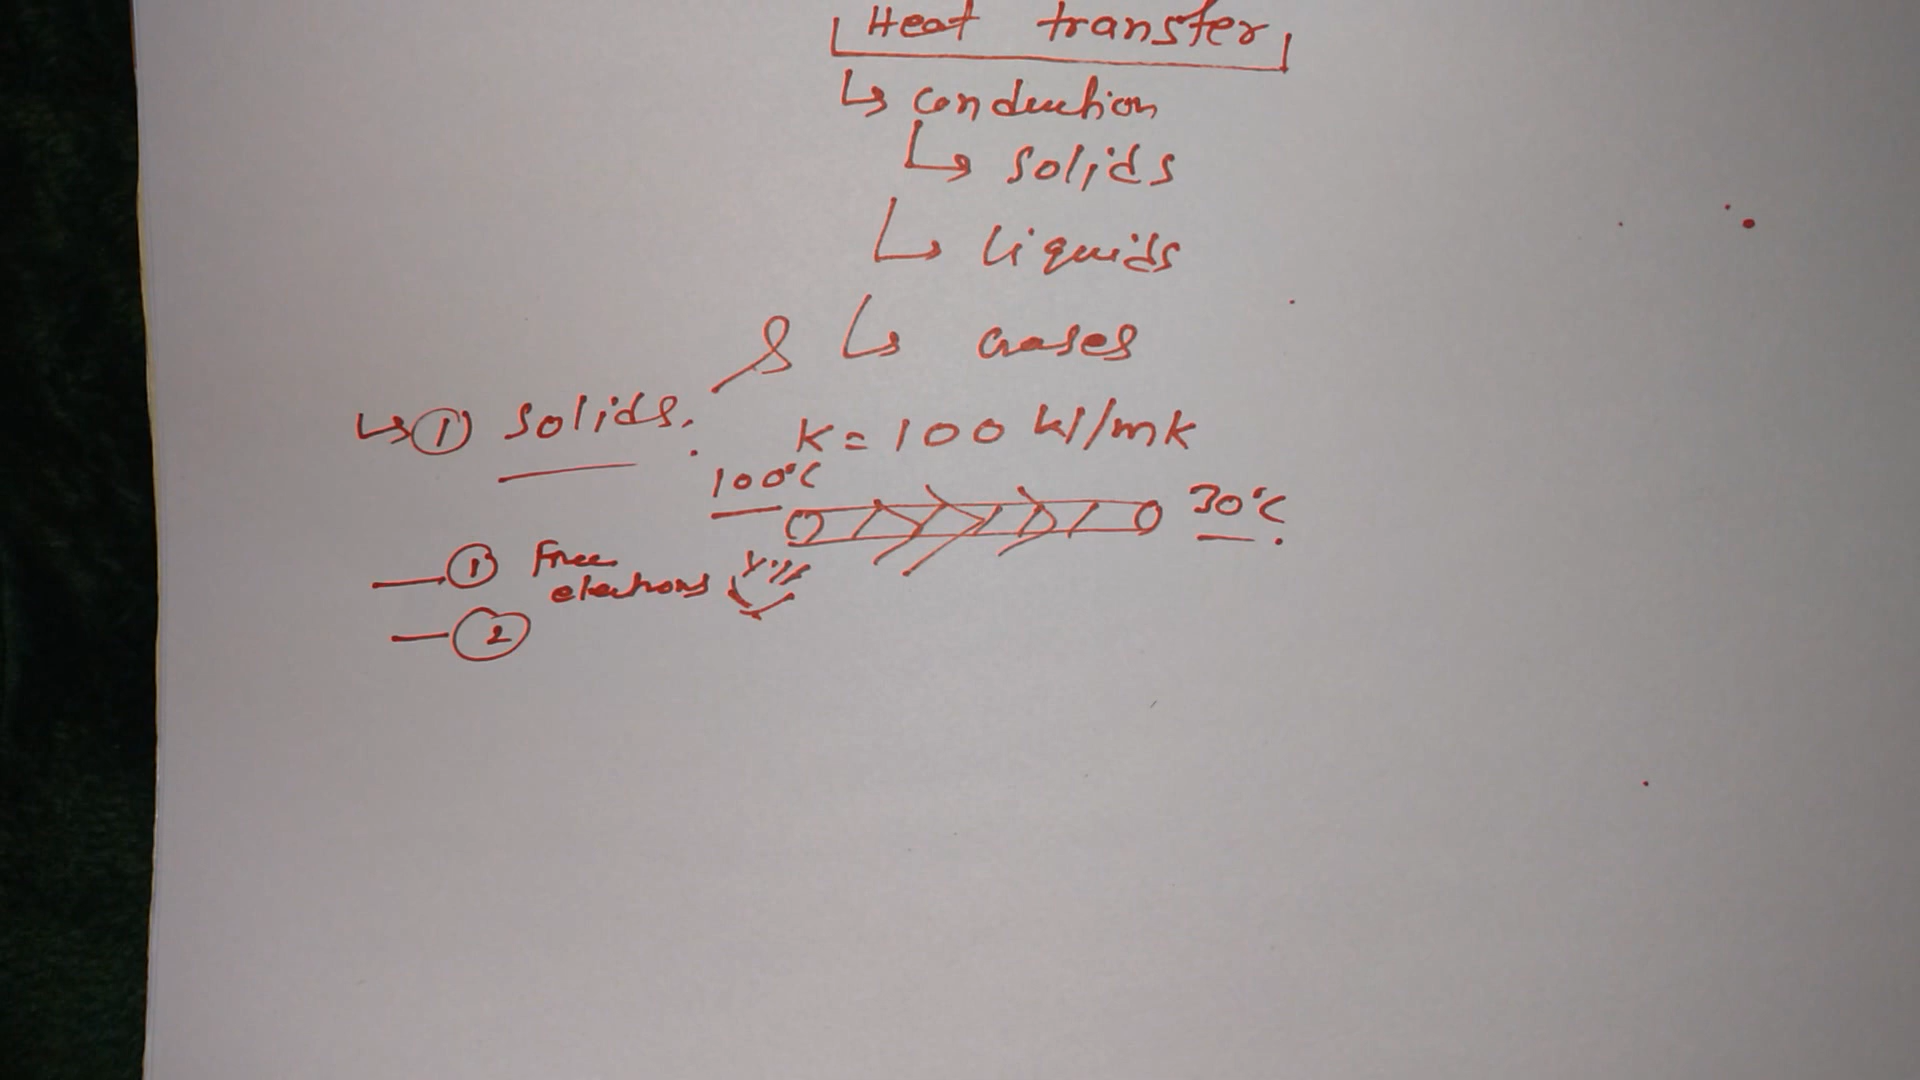 Heat transfer
↳ conduction
↳ solids
↳ liquids
& ↳ Gases
↳ ① solids.
K = 100 W/mK
100°C
30°C
① Free
electrons
②